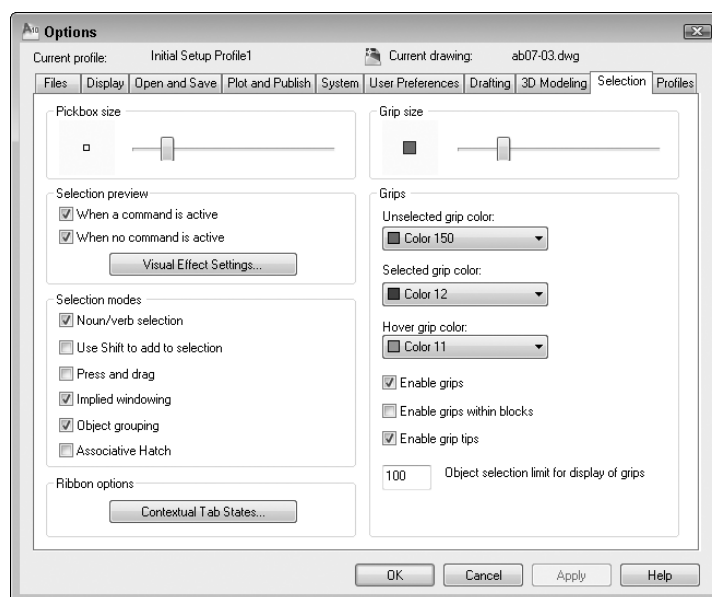 A10 Options
Current profile: Initial Setup Profile1 Current drawing: ab07-03.dwg
Files Display Open and Save Plot and Publish System User Preferences Drafting 3D Modeling Selection Profiles
Pickbox size
Grip size
Selection preview
When a command is active
When no command is active
Visual Effect Settings...
Selection modes
Noun/verb selection
Use Shift to add to selection
Press and drag
Implied windowing
Object grouping
Associative Hatch
Ribbon options
Contextual Tab States...
Grips
Unselected grip color:
Color 150
Selected grip color:
Color 12
Hover grip color:
Color 11
Enable grips
Enable grips within blocks
Enable grip tips
100 Object selection limit for display of grips
OK Cancel Apply Help